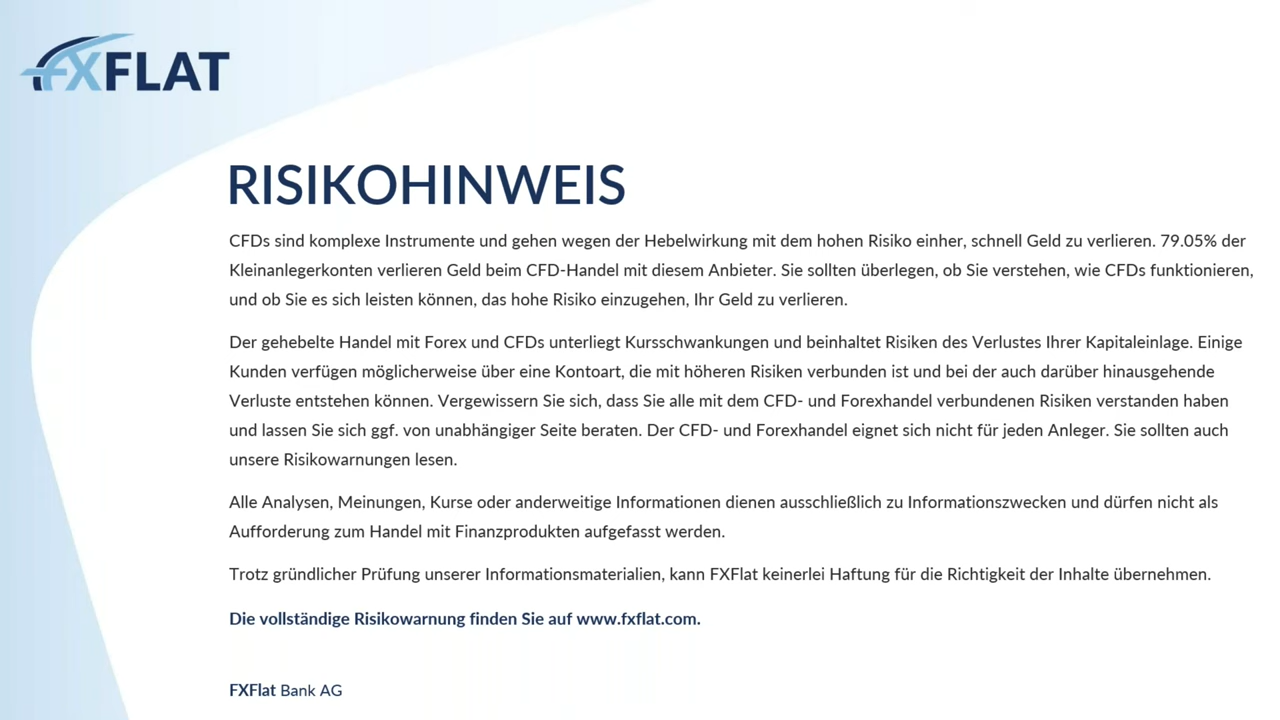 FXFLAT
RISIKOHINWEIS
CFDs sind komplexe Instrumente und gehen wegen der Hebelwirkung mit dem hohen Risiko einher, schnell Geld zu verlieren. 79.05% der
Kleinanlegerkonten verlieren Geld beim CFD-Handel mit diesem Anbieter. Sie sollten überlegen, ob Sie verstehen, wie CFDs funktionieren,
und ob Sie es sich leisten können, das hohe Risiko einzugehen, Ihr Geld zu verlieren.
Der gehebelte Handel mit Forex und CFDs unterliegt Kursschwankungen und beinhaltet Risiken des Verlustes Ihrer Kapitaleinlage. Einige
Kunden verfügen möglicherweise über eine Kontoart, die mit höheren Risiken verbunden ist und bei der auch darüber hinausgehende
Verluste entstehen können. Vergewissern Sie sich, dass Sie alle mit dem CFD- und Forexhandel verbundenen Risiken verstanden haben
und lassen Sie sich ggf. von unabhängiger Seite beraten. Der CFD- und Forexhandel eignet sich nicht für jeden Anleger. Sie sollten auch
unsere Risikowarnungen lesen.
Alle Analysen, Meinungen, Kurse oder anderweitige Informationen dienen ausschließlich zu Informationszwecken und dürfen nicht als
Aufforderung zum Handel mit Finanzprodukten aufgefasst werden.
Trotz gründlicher Prüfung unserer Informationsmaterialien, kann FXFlat keinerlei Haftung für die Richtigkeit der Inhalte übernehmen.
Die vollständige Risikowarnung finden Sie auf www.fxflat.com.
FXFlat Bank AG